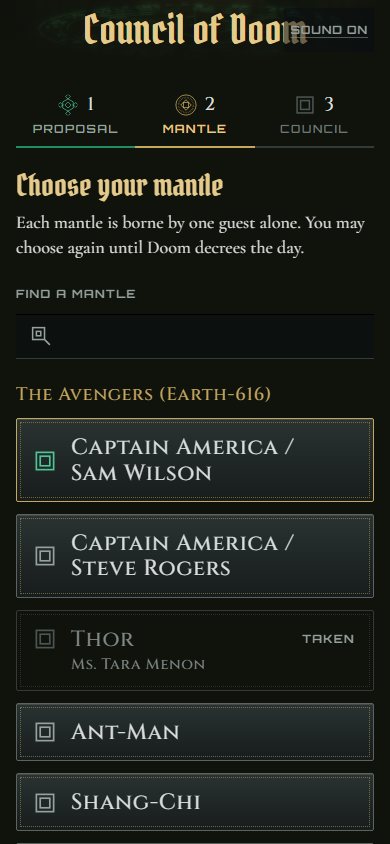 Council of Doom
SOUND ON
1
PROPOSAL
2
MANTLE
3
COUNCIL
Choose your mantle
Each mantle is borne by one guest alone. You may
choose again until Doom decrees the day.
FIND A MANTLE
The Avengers (Earth-616)
Captain America /
Sam Wilson
Captain America /
Steve Rogers
Thor
TAKEN
Ms. Tara Menon
Ant-Man
Shang-Chi